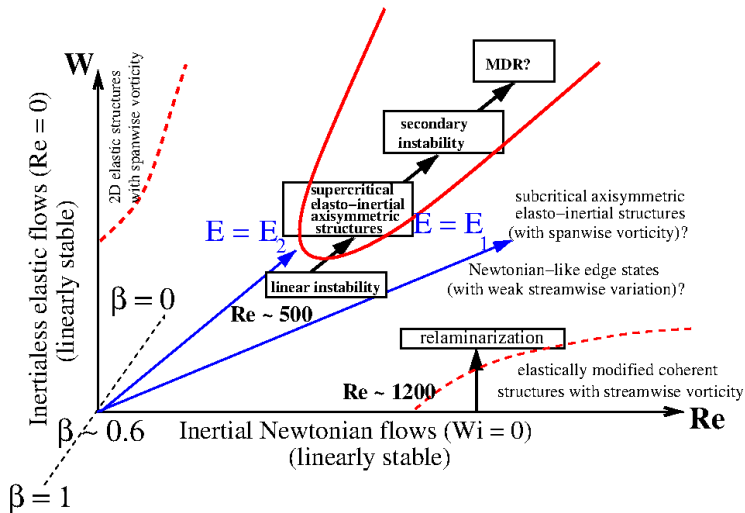 W
Inertialess elastic flows (Re = 0)
(linearly stable)
2D elastic structures
with spanwise vorticity
MDR?
secondary
instability
supercritical
elasto−inertial
axisymmetric
structures
linear instability
E = E2
E = E1
subcritical axisymmetric
elasto−inertial structures
(with spanwise vorticity)?
Newtonian−like edge states
(with weak streamwise variation)?
β = 0
Re ~ 500
relaminarization
elastically modified coherent
structures with streamwise vorticity
Re ~ 1200
β ~ 0.6
Inertial Newtonian flows (Wi = 0)
(linearly stable)
Re
β = 1